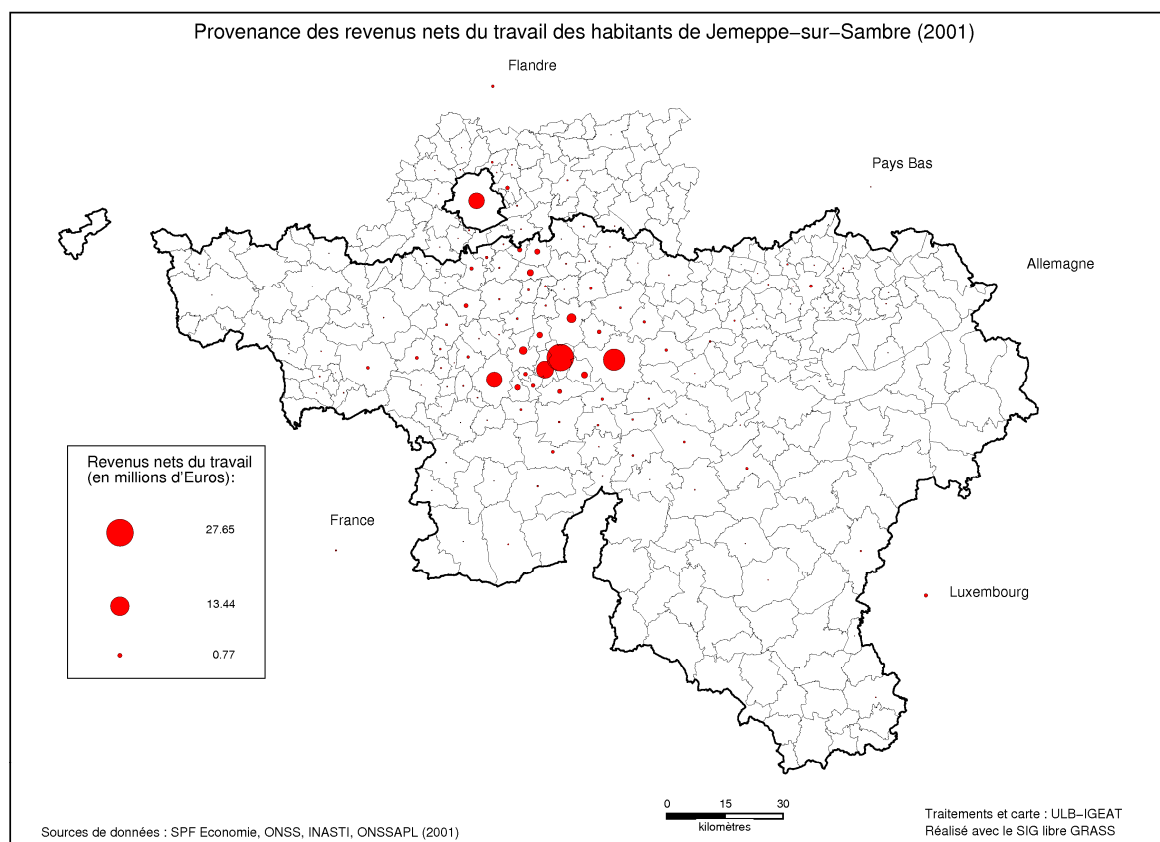 Provenance des revenus nets du travail des habitants de Jemeppe−sur−Sambre (2001)
Flandre
Pays Bas
Allemagne
Revenus nets du travail
(en millions d'Euros):
27.65
13.44
0.77
France
Luxembourg
0 15 30
kilomètres
Sources de données : SPF Economie, ONSS, INASTI, ONSSAPL (2001)
Traitements et carte : ULB−IGEAT
Réalisé avec le SIG libre GRASS